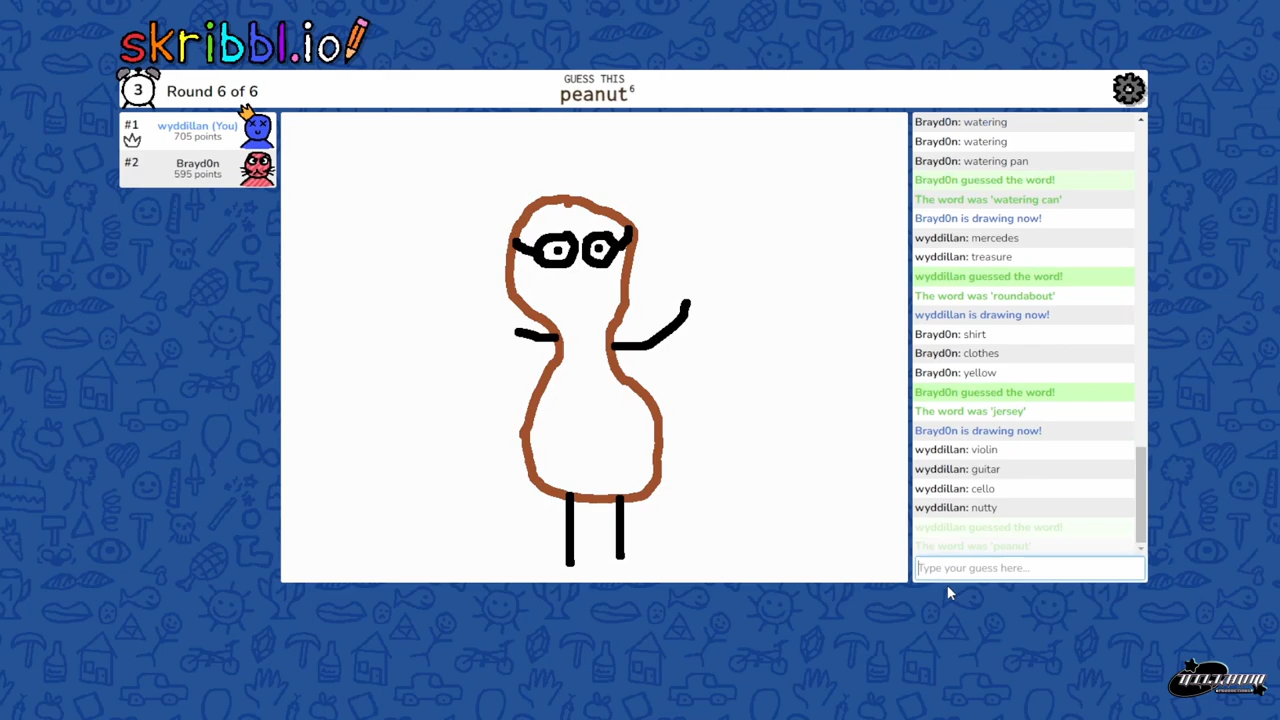 skribbl.io
3
Round 6 of 6
GUESS THIS
peanut6
#1
wyddillan (You)
705 points
#2
Brayd0n
595 points
Brayd0n: watering
Brayd0n: watering
Brayd0n: watering pan
Brayd0n guessed the word!
The word was 'watering can'
Brayd0n is drawing now!
wyddillan: mercedes
wyddillan: treasure
wyddillan guessed the word!
The word was 'roundabout'
wyddillan is drawing now!
Brayd0n: shirt
Brayd0n: clothes
Brayd0n: yellow
Brayd0n guessed the word!
The word was 'jersey'
Brayd0n is drawing now!
wyddillan: violin
wyddillan: guitar
wyddillan: cello
wyddillan: nutty
wyddillan guessed the word!
The word was 'peanut'
Type your guess here...